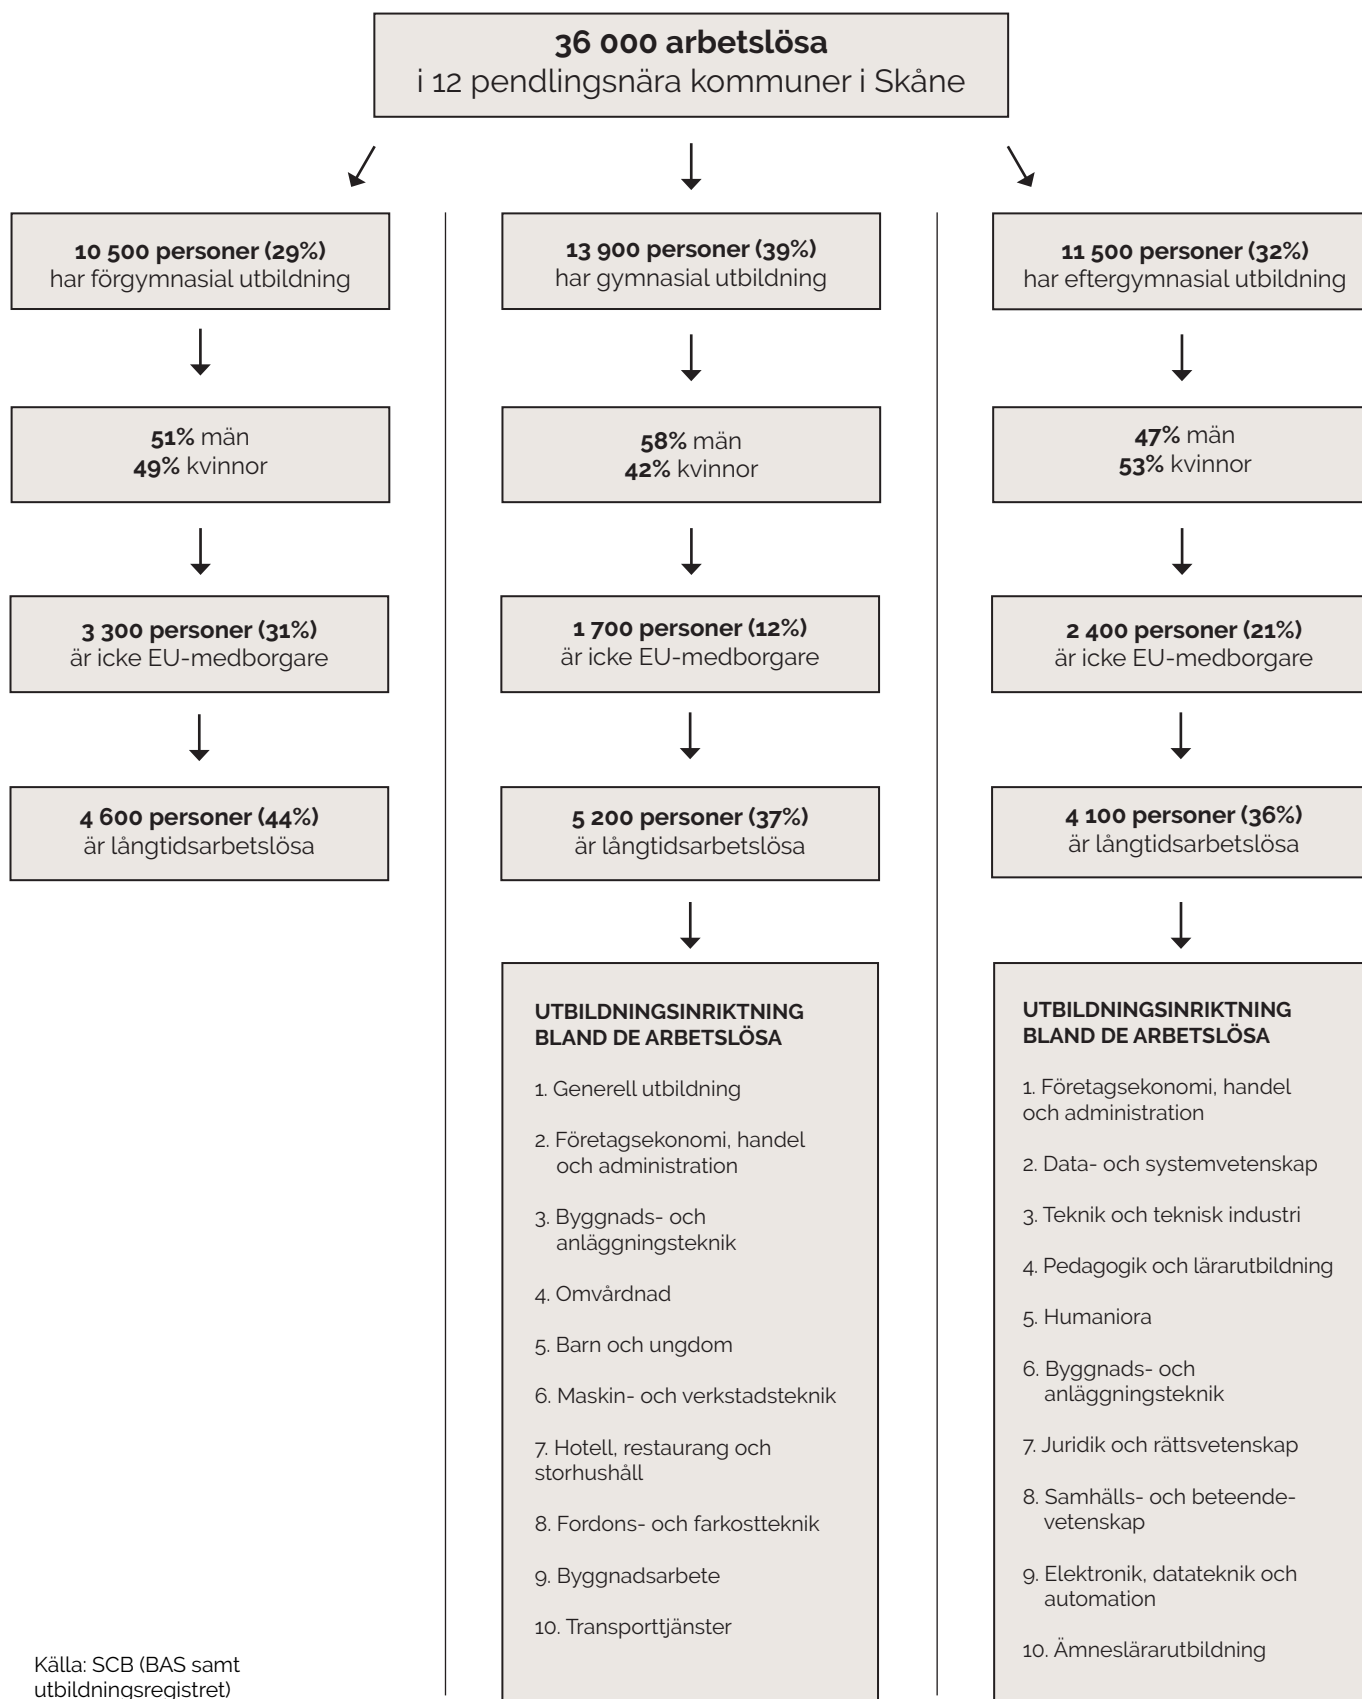 36 000 arbetslösa
i 12 pendlingsnära kommuner i Skåne
10 500 personer (29%)
har förgymnasial utbildning
51% män
49% kvinnor
3 300 personer (31%)
är icke EU-medborgare
4 600 personer (44%)
är långtidsarbetslösa
13 900 personer (39%)
har gymnasial utbildning
58% män
42% kvinnor
1 700 personer (12%)
är icke EU-medborgare
5 200 personer (37%)
är långtidsarbetslösa
UTBILDNINGSINRIKTNING
BLAND DE ARBETSLÖSA
1. Generell utbildning
2. Företagsekonomi, handel
och administration
3. Byggnads- och
anläggningsteknik
4. Omvårdnad
5. Barn och ungdom
6. Maskin- och verkstadsteknik
7. Hotell, restaurang och
storhushåll
8. Fordons- och farkostteknik
9. Byggnadsarbete
10. Transporttjänster
11 500 personer (32%)
har eftergymnasial utbildning
47% män
53% kvinnor
2 400 personer (21%)
är icke EU-medborgare
4 100 personer (36%)
är långtidsarbetslösa
UTBILDNINGSINRIKTNING
BLAND DE ARBETSLÖSA
1. Företagsekonomi, handel
och administration
2. Data- och systemvetenskap
3. Teknik och teknisk industri
4. Pedagogik och lärarutbildning
5. Humaniora
6. Byggnads- och
anläggningsteknik
7. Juridik och rättsvetenskap
8. Samhälls- och beteende-
vetenskap
9. Elektronik, datateknik och
automation
10. Ämneslärarutbildning
Källa: SCB (BAS samt
utbildningsregistret)